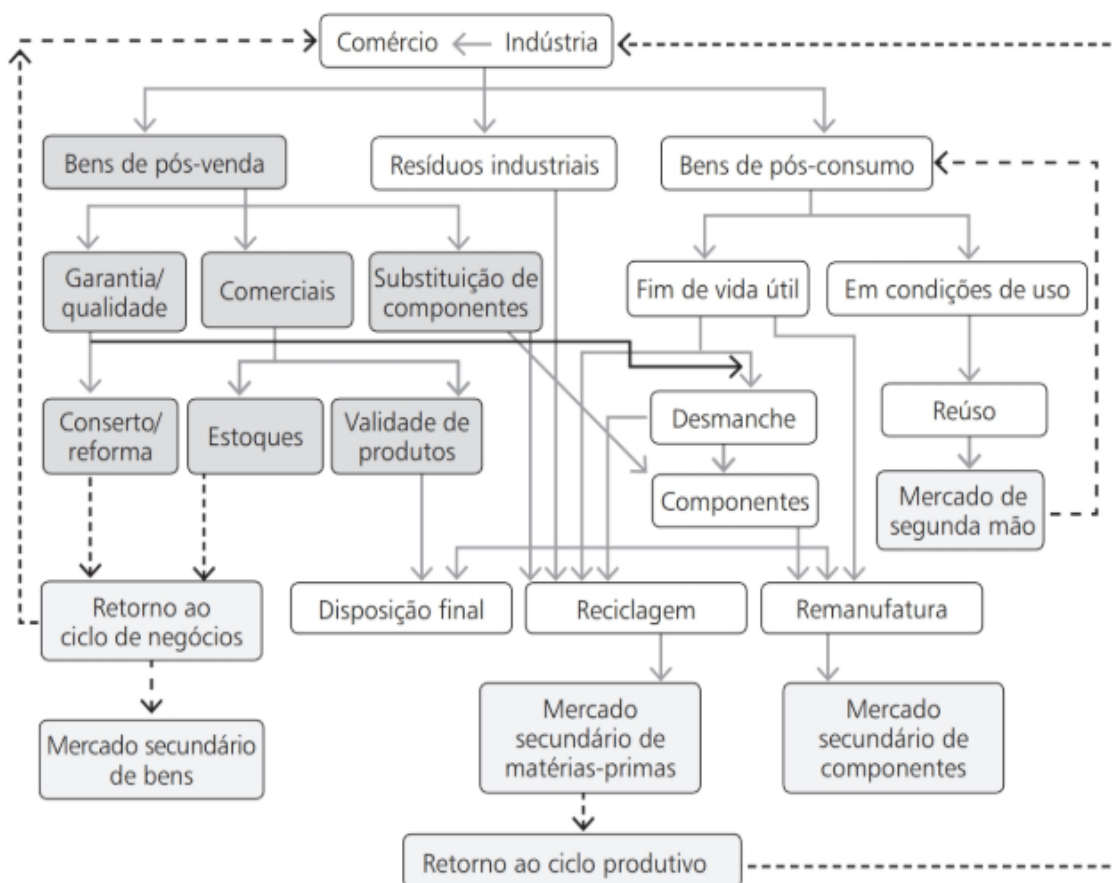 Comércio
Indústria
Bens de pós-venda
Resíduos industriais
Bens de pós-consumo
Garantia/
qualidade
Comerciais
Substituição de
componentes
Fim de vida útil
Em condições de uso
Conserto/
reforma
Estoques
Validade de
produtos
Desmanche
Reúso
Componentes
Mercado de
segunda mão
Retorno ao
ciclo de negócios
Disposição final
Reciclagem
Remanufatura
Mercado secundário
de bens
Mercado
secundário de
matérias-primas
Mercado
secundário de
componentes
Retorno ao ciclo produtivo